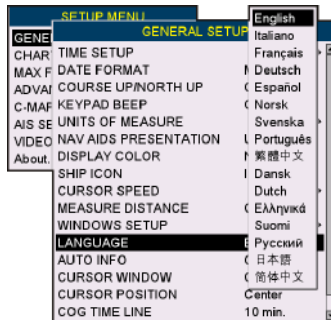 SETUP MENU
GENERAL SETUP
English
Italiano
Français
Deutsch
Español
Norsk
Svenska
Português
繁體中文
Dansk
Dutch
Ελληνικά
Suomi
Русский
日本語
简体中文
GENE
CHAR
MAX F
ADVA
C-MAP
AIS SE
VIDEO
About.
TIME SETUP
DATE FORMAT
COURSE UP/NORTH UP
KEYPAD BEEP
UNITS OF MEASURE
NAV AIDS PRESENTATION
DISPLAY COLOR
SHIP ICON
CURSOR SPEED
MEASURE DISTANCE
WINDOWS SETUP
LANGUAGE
AUTO INFO
CURSOR WINDOW
CURSOR POSITION Center
COG TIME LINE 10 min.